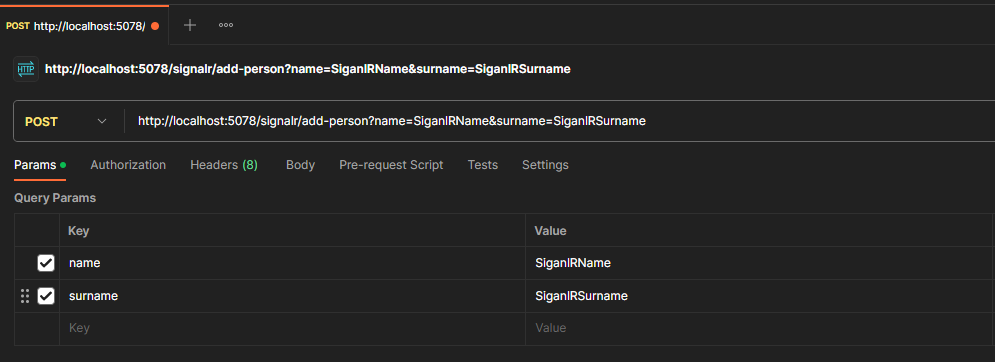 POST http://localhost:5078/
HTTP http://localhost:5078/signalr/add-person?name=SiganlRName&surname=SiganlRSurname
POST http://localhost:5078/signalr/add-person?name=SiganlRName&surname=SiganlRSurname
Params Authorization Headers (8) Body Pre-request Script Tests Settings
Query Params
Key Value
name SiganlRName
surname SiganlRSurname
Key Value